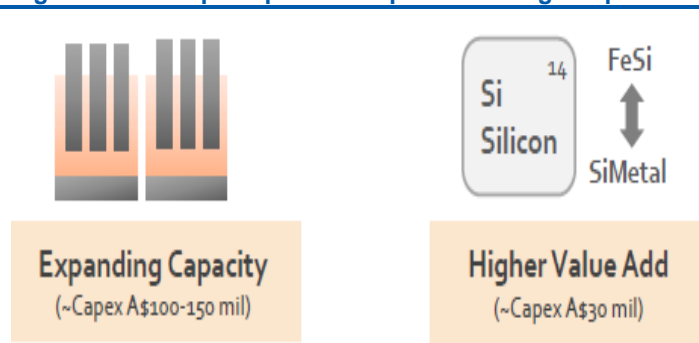 14
Si
Silicon
FeSi
SiMetal
Expanding Capacity
(~Capex A$100-150 mil)
Higher Value Add
(~Capex A$30 mil)